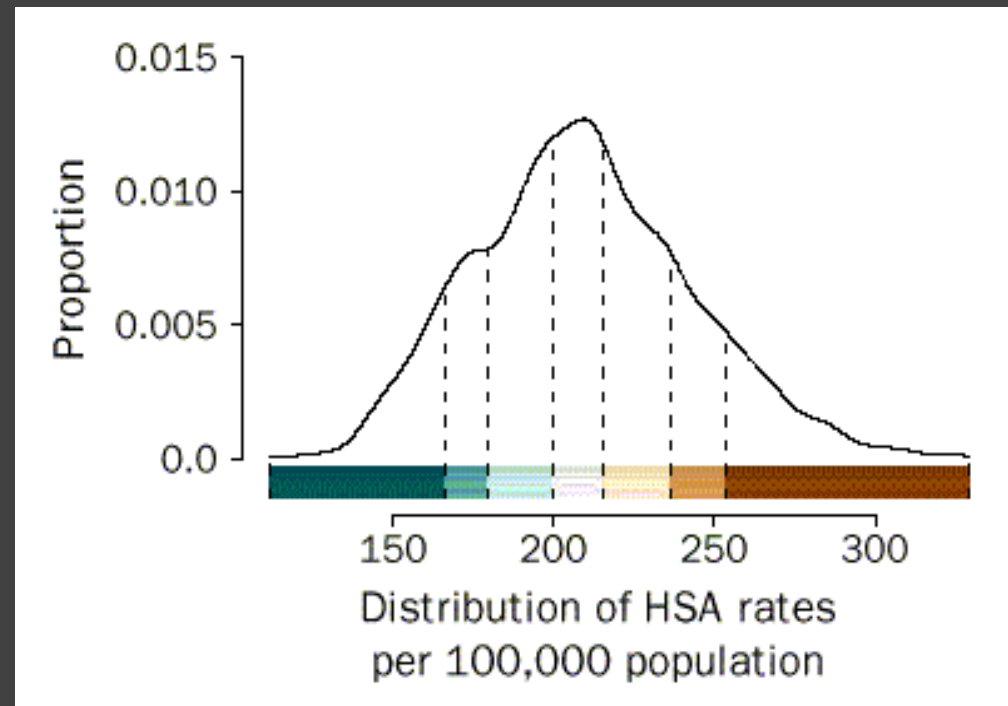 0.015
0.010
0.005
0.0
Proportion
150 200 250 300
Distribution of HSA rates
per 100,000 population